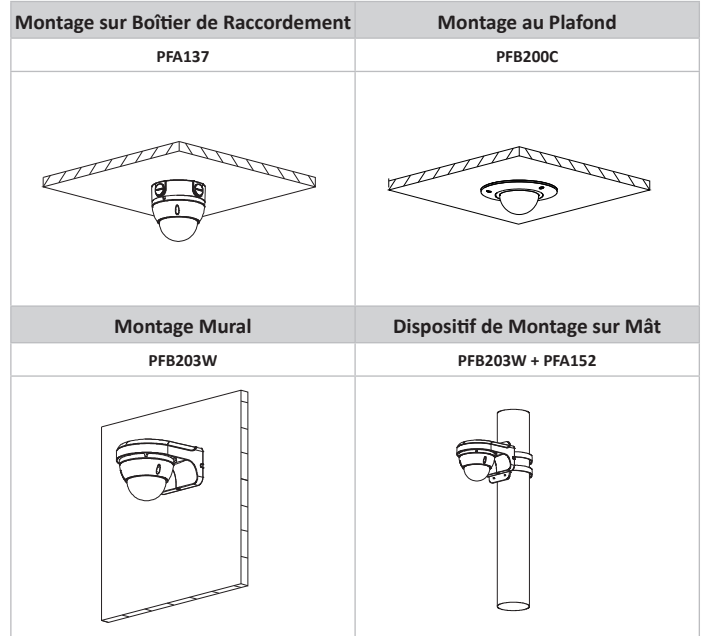 Montage sur Boîtier de Raccordement
Montage au Plafond
PFA137
PFB200C
Montage Mural
Dispositif de Montage sur Mât
PFB203W
PFB203W + PFA152